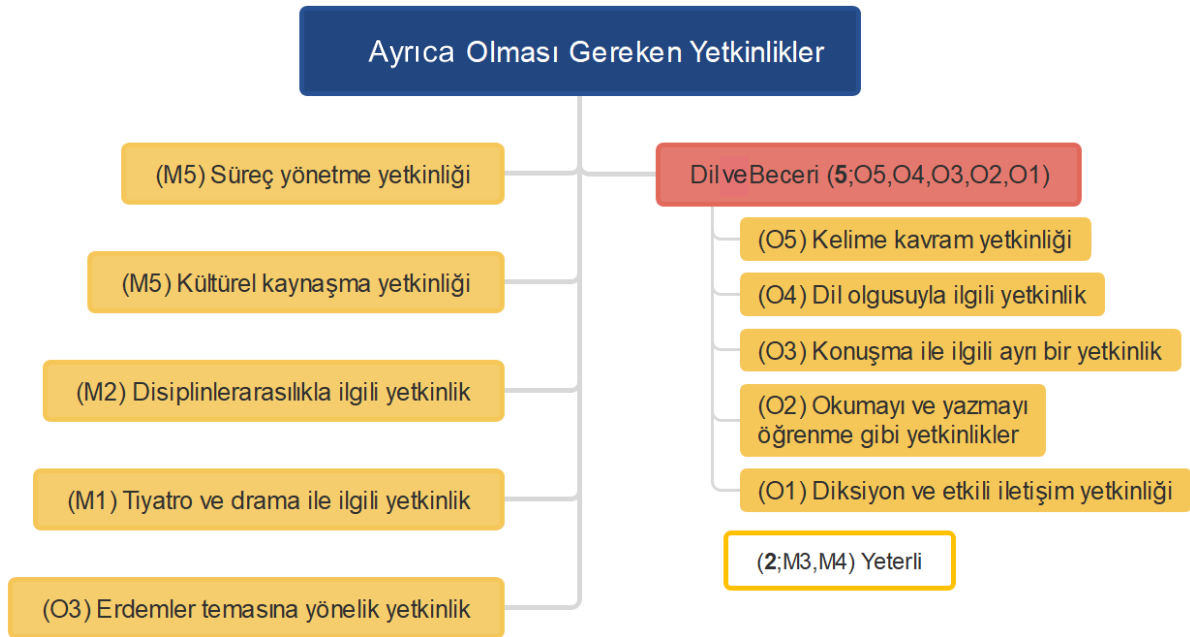 Ayrıca Olması Gereken Yetkinlikler
(M5) Süreç yönetme yetkinliği
(M5) Kültürel kaynaşma yetkinliği
(M2) Disiplinlerarasılıkla ilgili yetkinlik
(M1) Tiyatro ve drama ile ilgili yetkinlik
(O3) Erdemler temasına yönelik yetkinlik
DilveBeceri (5;O5,O4,O3,O2,O1)
(O5) Kelime kavram yetkinliği
(O4) Dil olgusuyla ilgili yetkinlik
(O3) Konuşma ile ilgili ayrı bir yetkinlik
(O2) Okumayı ve yazmayı
öğrenme gibi yetkinlikler
(O1) Diksiyon ve etkili iletişim yetkinliği
(2;M3,M4) Yeterli